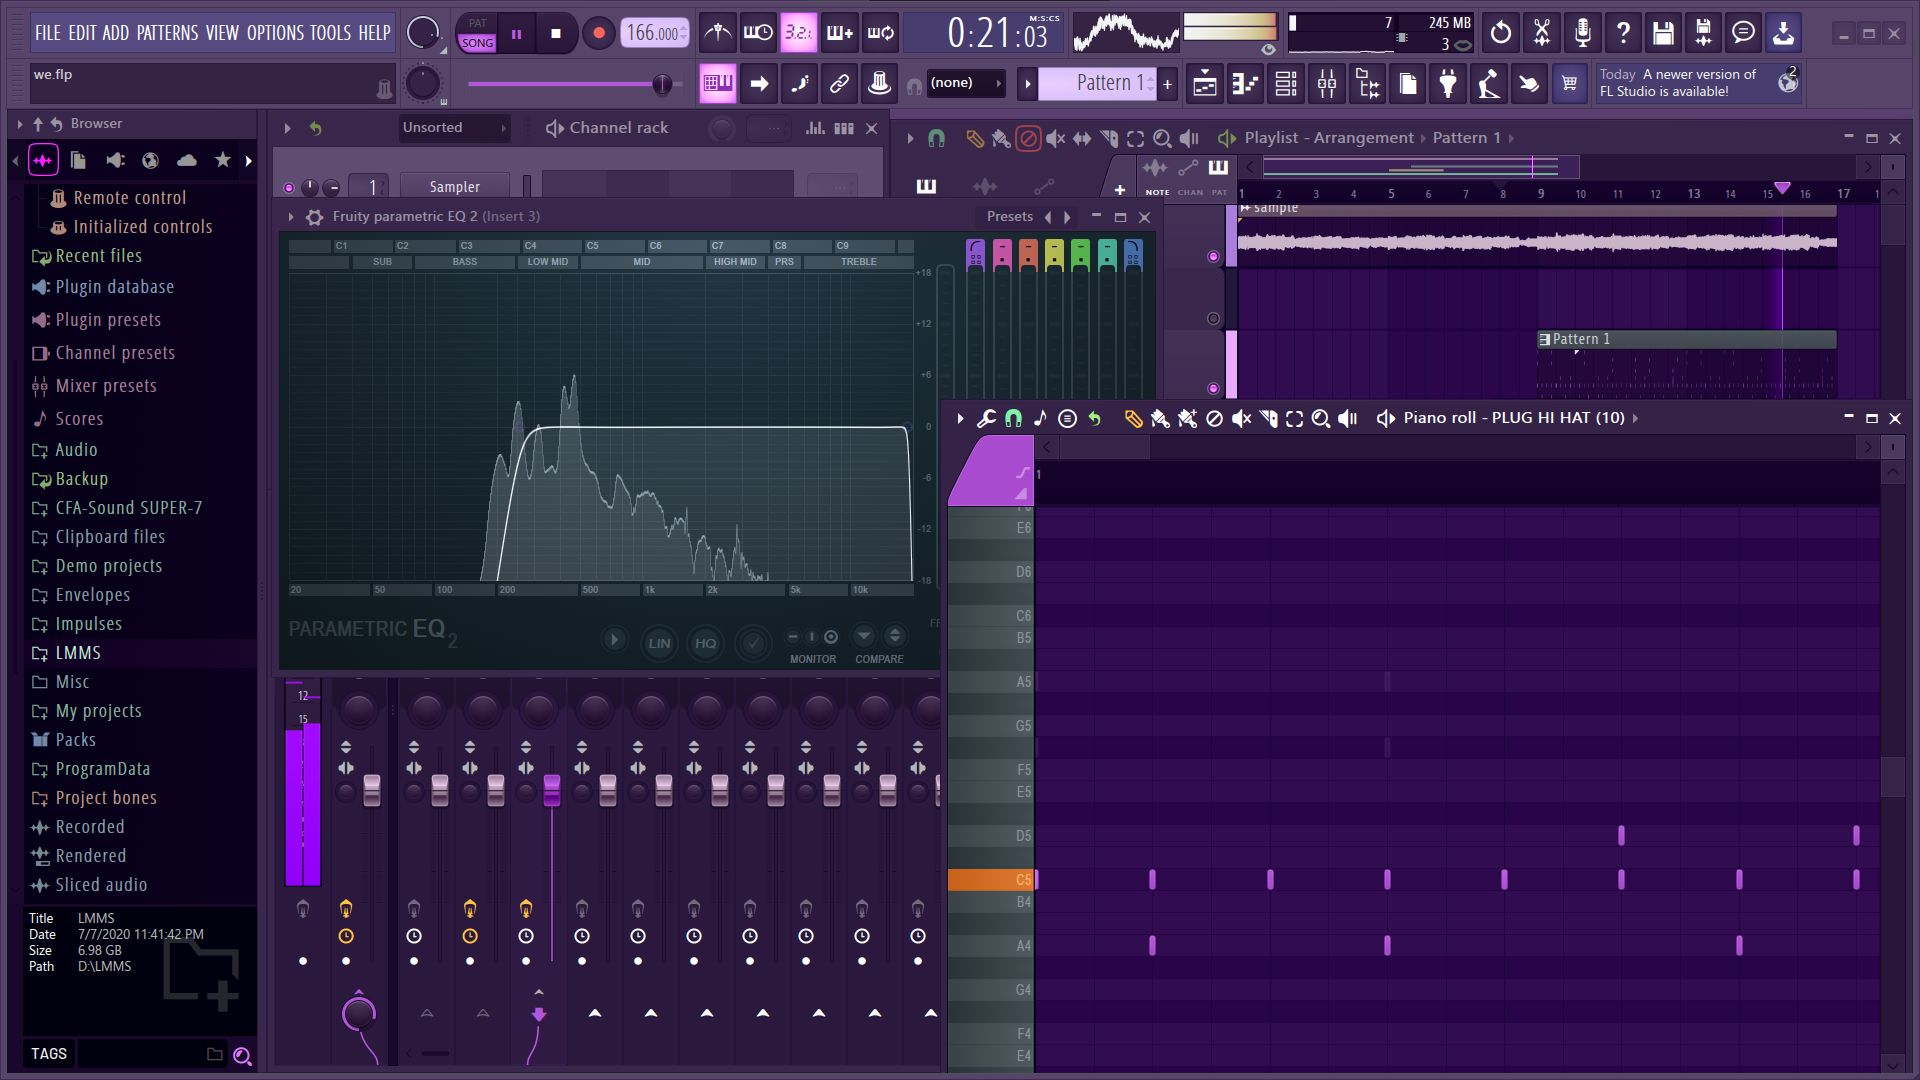 FILE EDIT ADD PATTERNS VIEW OPTIONS TOOLS HELP
PAT
SONG
166.000
3.2.1
0:21:03
M:S:CS
7
245 MB
3
we.flp
(none)
Pattern 1
Today
A newer version of
FL Studio is available!
2
Browser
Remote control
Initialized controls
Recent files
Plugin database
Plugin presets
Channel presets
Mixer presets
Scores
Audio
Backup
CFA-Sound SUPER-7
Clipboard files
Demo projects
Envelopes
Impulses
LMMS
Misc
My projects
Packs
ProgramData
Project bones
Recorded
Rendered
Sliced audio
Title LMMS
Date 7/7/2020 11:41:42 PM
Size 6.98 GB
Path D:\LMMS
TAGS
Unsorted
Channel rack
1
Sampler
Fruity parametric EQ 2 (Insert 3)
Presets
C1 C2 C3 C4 C5 C6 C7 C8 C9
SUB BASS LOW MID MID HIGH MID PRS TREBLE
+18
+12
+6
0
-6
-12
-18
20 50 100 200 500 1k 2k 5k 10k
PARAMETRIC EQ 2
LIN
HQ
MONITOR
COMPARE
12
15
Playlist - Arrangement
Pattern 1
NOTE CHAN PAT
1 2 3 4 5 6 7 8 9 10 11 12 13 14 15 16 17
sample
Pattern 1
Piano roll - PLUG HI HAT (10)
1
E6
D6
C6
B5
A5
G5
F5
E5
D5
C5
B4
A4
G4
F4
E4